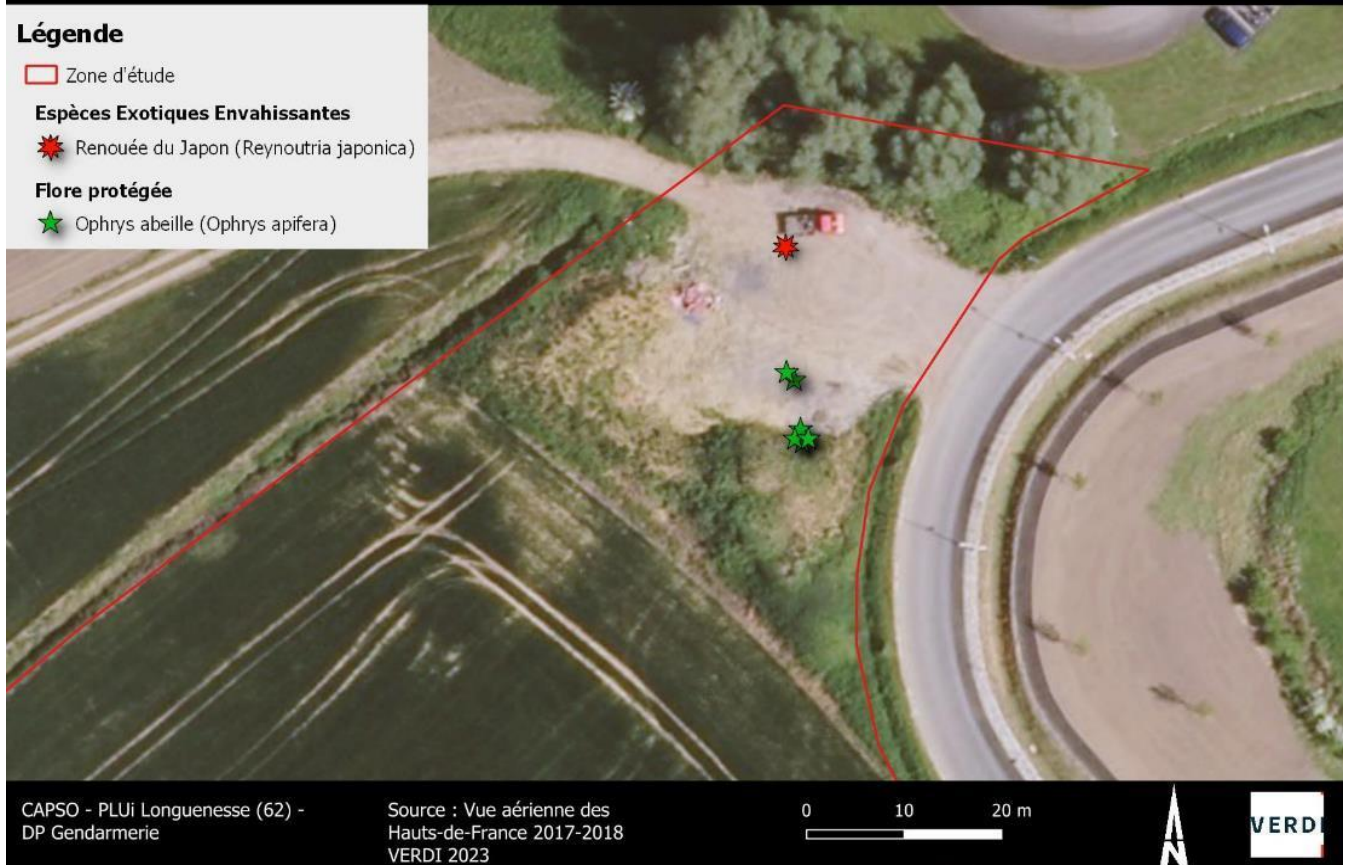 Légende
Zone d'étude
Espèces Exotiques Envahissantes
Renouée du Japon (Reynoutria japonica)
Flore protégée
Ophrys abeille (Ophrys apifera)
CAPSO - PLUi Longuenesse (62) -
DP Gendarmerie
Source : Vue aérienne des
Hauts-de-France 2017-2018
VERDI 2023
0 10 20 m
N
VERDI